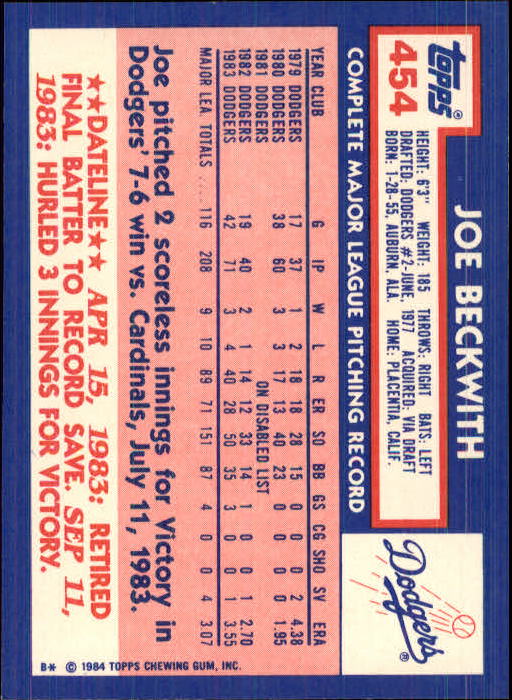 topps®
454
JOE BECKWITH
HEIGHT: 6'3" WEIGHT: 185 THROWS: RIGHT BATS: LEFT
DRAFTED: DODGERS #2-JUNE, 1977 ACQUIRED: VIA DRAFT
BORN: 1-28-55, AUBURN, ALA. HOME: PLACENTIA, CALIF.
Dodgers®
COMPLETE MAJOR LEAGUE PITCHING RECORD
YEAR CLUB G IP W L R ER SO BB GS CG SHO SV ERA
1979 DODGERS 17 37 1 2 18 18 28 15 0 0 0 2 4.38
1980 DODGERS 38 60 3 3 17 13 40 23 0 0 0 0 1.95
1981 DODGERS ON DISABLED LIST
1982 DODGERS 19 40 2 1 14 12 33 14 1 0 0 1 2.70
1983 DODGERS 42 71 3 4 40 28 50 35 3 0 0 1 3.55
MAJOR LEA. TOTALS ... 116 208 9 10 89 71 151 87 4 0 0 4 3.07
Joe pitched 2 scoreless innings for Victory in
Dodgers' 7-6 win vs. Cardinals, July 11, 1983.
★★DATELINE★★ APR 15, 1983: RETIRED
FINAL BATTER TO RECORD SAVE. SEP 11,
1983: HURLED 3 INNINGS FOR VICTORY.
B* © 1984 TOPPS CHEWING GUM, INC.